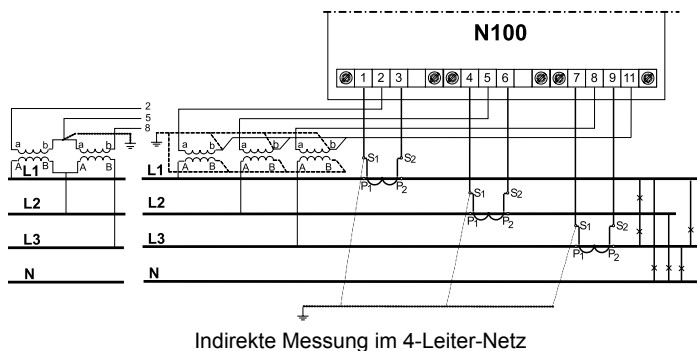 N100
1 2 3 4 5 6 7 8 9 11
2
5
8
a b a b a b a b a b
A B A B A B A B A B
S1 S2
L1 L1
P1 P2
S1 S2
L2 L2
P1 P2
S1 S2
L3 L3
P1 P2
N N
Indirekte Messung im 4-Leiter-Netz